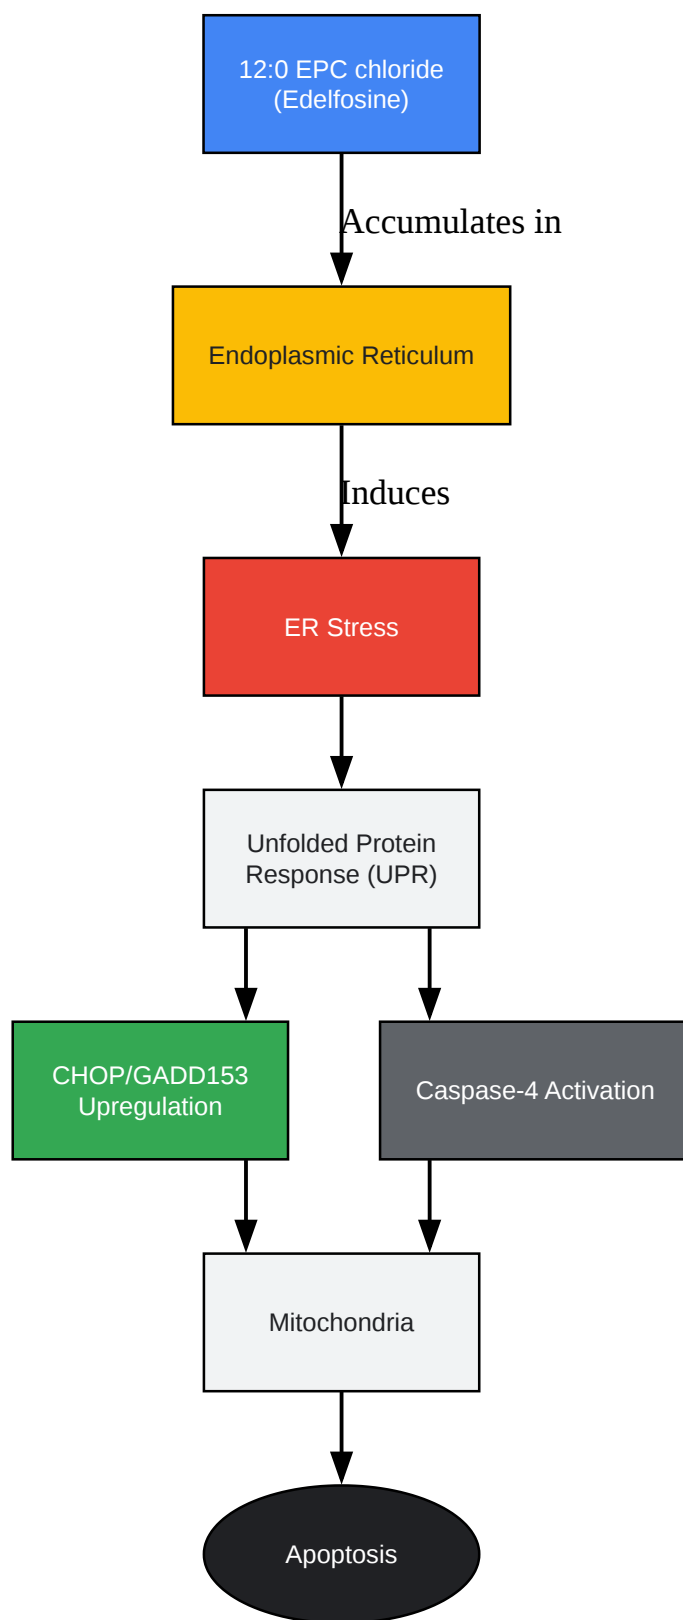 12:0 EPC chloride
(Edelfosine)
Accumulates in
Endoplasmic Reticulum
Induces
ER Stress
Unfolded Protein
Response (UPR)
CHOP/GADD153
Upregulation
Caspase-4 Activation
Mitochondria
Apoptosis